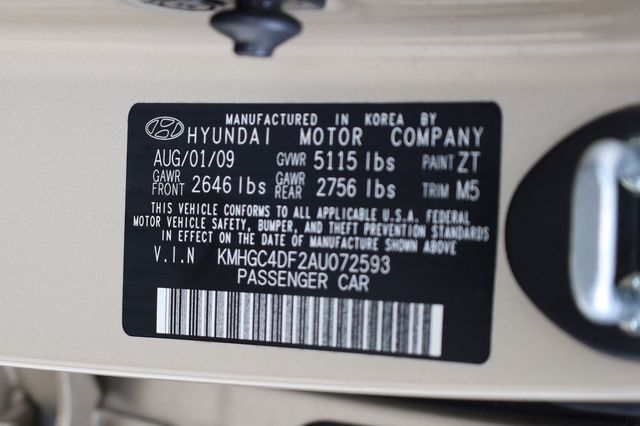 MANUFACTURED IN KOREA BY
HYUNDAI MOTOR COMPANY
AUG/01/09 GVWR 5115 lbs PAINT ZT
GAWR FRONT 2646 lbs GAWR REAR 2756 lbs TRIM M5
THIS VEHICLE CONFORMS TO ALL APPLICABLE U.S.A. FEDERAL
MOTOR VEHICLE SAFETY, BUMPER, AND THEFT PREVENTION STANDARDS
IN EFFECT ON THE DATE OF MANUFACTURE SHOWN ABOVE
V.I.N KMHGC4DF2AU072593
PASSENGER CAR